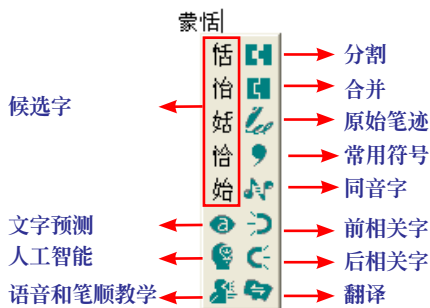 蒙恬
恬 分割
怡 合并
候选字 姡 原始笔迹
恰 常用符号
始 同音字
文字预测 a 前相关字
人工智能 后相关字
语音和笔顺教学 翻译